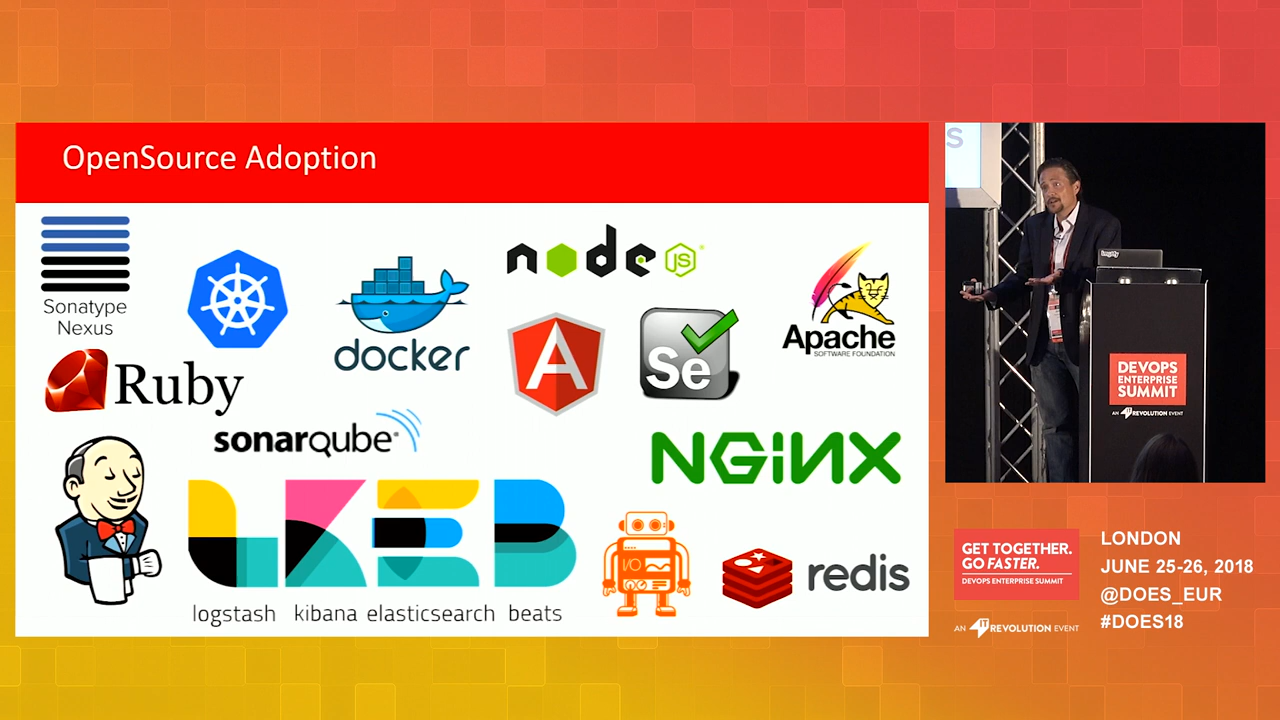 OpenSource Adoption
Sonatype
Nexus
docker
node
JS
Apache
SOFTWARE FOUNDATION
A
Se
Ruby
sonarqube
NGiNX
LKEB
logstash kibana elasticsearch beats
I/O
redis
S
DEVOPS
ENTERPRISE
SUMMIT
AN IT REVOLUTION EVENT
GET TOGETHER.
GO FASTER.
DEVOPS ENTERPRISE SUMMIT
AN IT REVOLUTION EVENT
LONDON
JUNE 25-26, 2018
@DOES_EUR
#DOES18